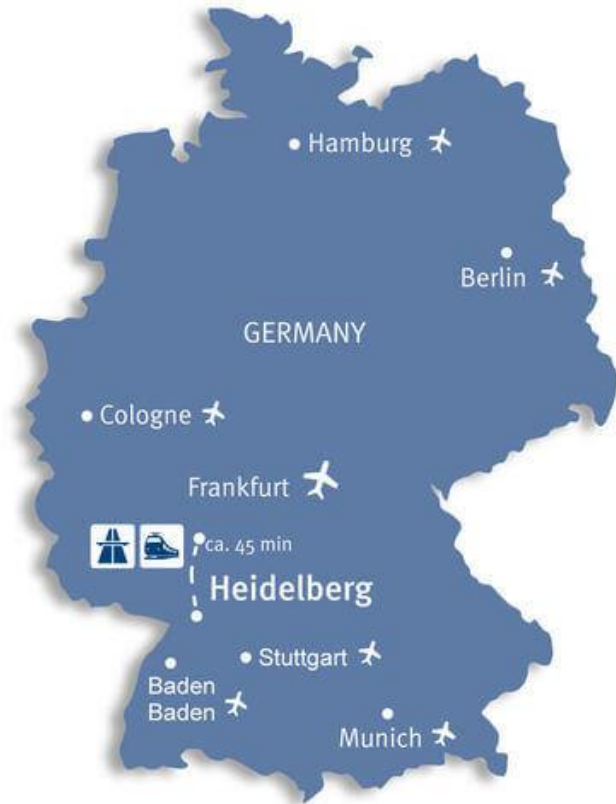 Hamburg
Berlin
GERMANY
Cologne
Frankfurt
ca. 45 min
Heidelberg
Stuttgart
Baden
Baden
Munich